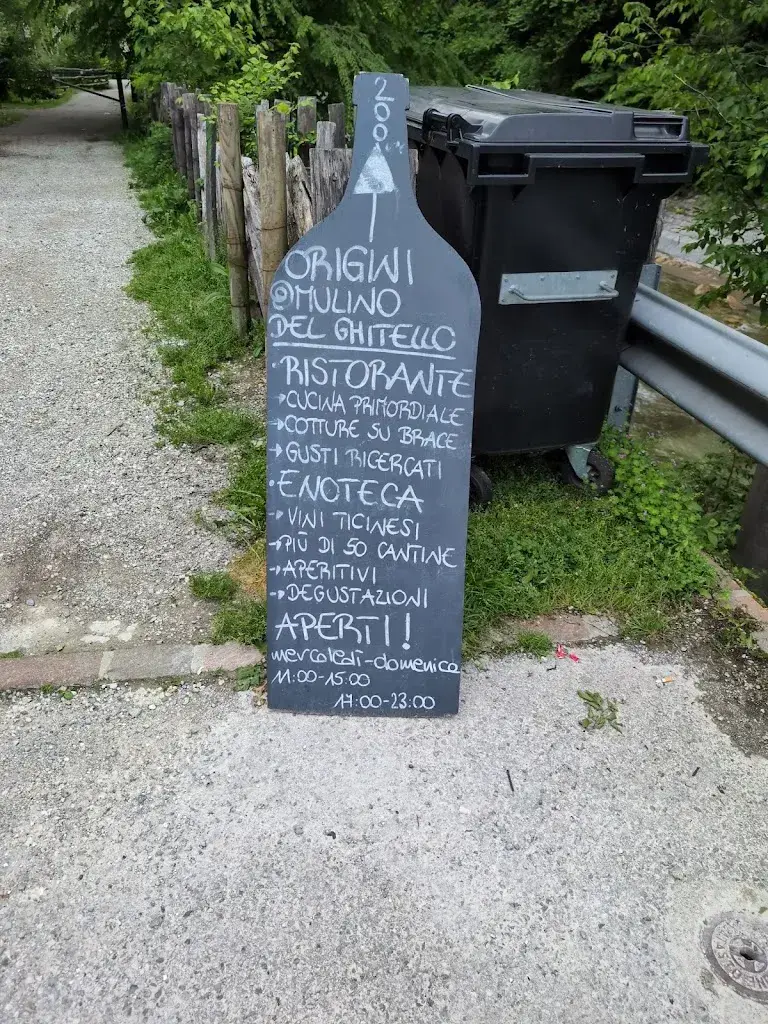 200m
ORIGINI
@MULINO
DEL GHITELLO
• RISTORANTE
→ CUCINA PRIMORDIALE
→ COTTURE SU BRACE
→ GUSTI RICERCATI
• ENOTECA
→ VINI TICINESI
→ PIÙ DI 50 CANTINE
→ APERITIVI
→ DEGUSTAZIONI
APERTI!
mercoledì-domenica
11:00-15:00
17:00-23:00